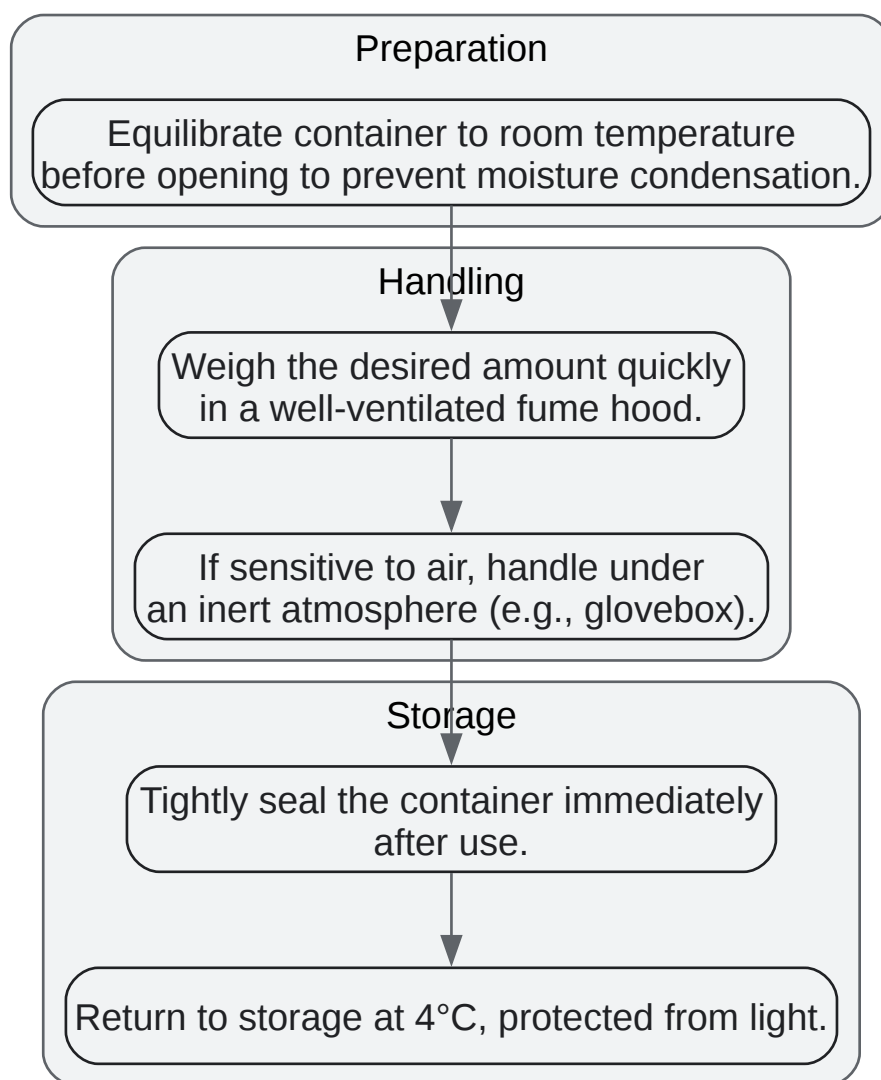 Preparation
Equilibrate container to room temperature
before opening to prevent moisture condensation.
Handling
Weigh the desired amount quickly
in a well-ventilated fume hood.
If sensitive to air, handle under
an inert atmosphere (e.g., glovebox).
Storage
Tightly seal the container immediately
after use.
Return to storage at 4°C, protected from light.